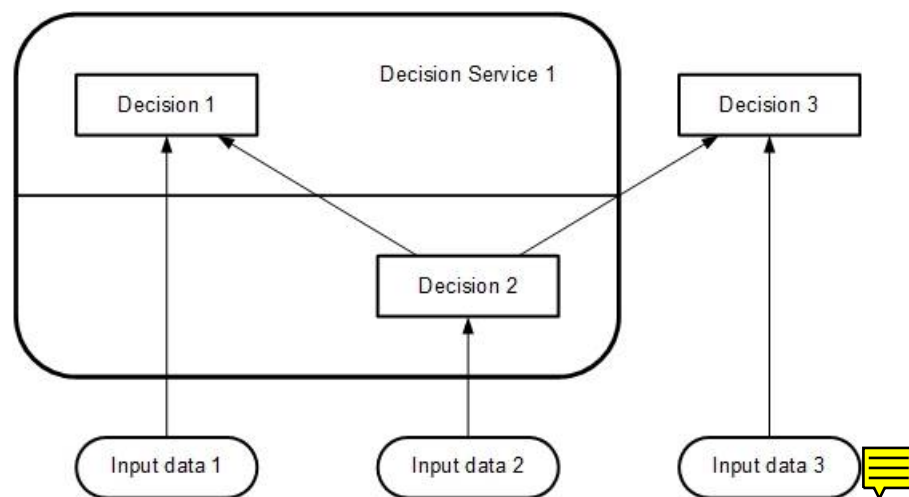 Decision Service 1
Decision 1
Decision 3
Decision 2
Input data 1
Input data 2
Input data 3